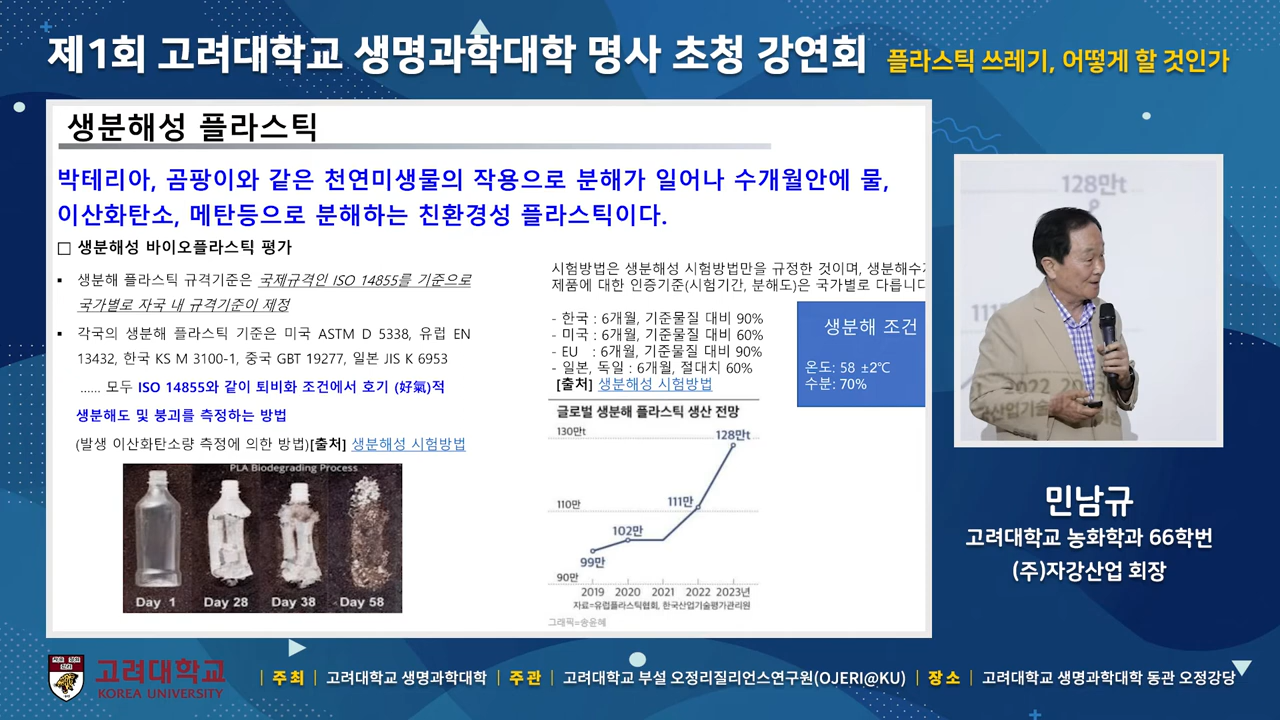 제1회 고려대학교 생명과학대학 명사 초청 강연회 플라스틱 쓰레기, 어떻게 할 것인가
생분해성 플라스틱
박테리아, 곰팡이와 같은 천연미생물의 작용으로 분해가 일어나 수개월안에 물,
이산화탄소, 메탄등으로 분해하는 친환경성 플라스틱이다.
□ 생분해성 바이오플라스틱 평가
▪ 생분해 플라스틱 규격기준은 국제규격인 ISO 14855를 기준으로
국가별로 자국 내 규격기준이 제정
▪ 각국의 생분해 플라스틱 기준은 미국 ASTM D 5338, 유럽 EN
13432, 한국 KS M 3100-1, 중국 GBT 19277, 일본 JIS K 6953
...... 모두 ISO 14855와 같이 퇴비화 조건에서 호기 (好氣)적
생분해도 및 붕괴를 측정하는 방법
(발생 이산화탄소량 측정에 의한 방법)[출처] 생분해성 시험방법
PLA Biodegrading Process
Day 1 Day 28 Day 38 Day 58
시험방법은 생분해성 시험방법만을 규정한 것이며, 생분해수지
제품에 대한 인증기준(시험기간, 분해도)은 국가별로 다릅니다
- 한국 : 6개월, 기준물질 대비 90%
- 미국 : 6개월, 기준물질 대비 60%
- EU : 6개월, 기준물질 대비 90%
- 일본, 독일 : 6개월, 절대치 60%
[출처] 생분해성 시험방법
생분해 조건
온도: 58 ±2℃
수분: 70%
글로벌 생분해 플라스틱 생산 전망
130만t
128만t
110만
111만
102만
99만
90만
2019 2020 2021 2022 2023년
자료=유럽플라스틱협회, 한국산업기술평가관리원
그래픽=송윤혜
128만t
111만
2022 2023
민남규
고려대학교 농화학과 66학번
(주)자강산업 회장
고려대학교
KOREA UNIVERSITY
| 주최 | 고려대학교 생명과학대학 | 주관 | 고려대학교 부설 오정리질리언스연구원(OJERI@KU) | 장소 | 고려대학교 생명과학대학 동관 오정강당